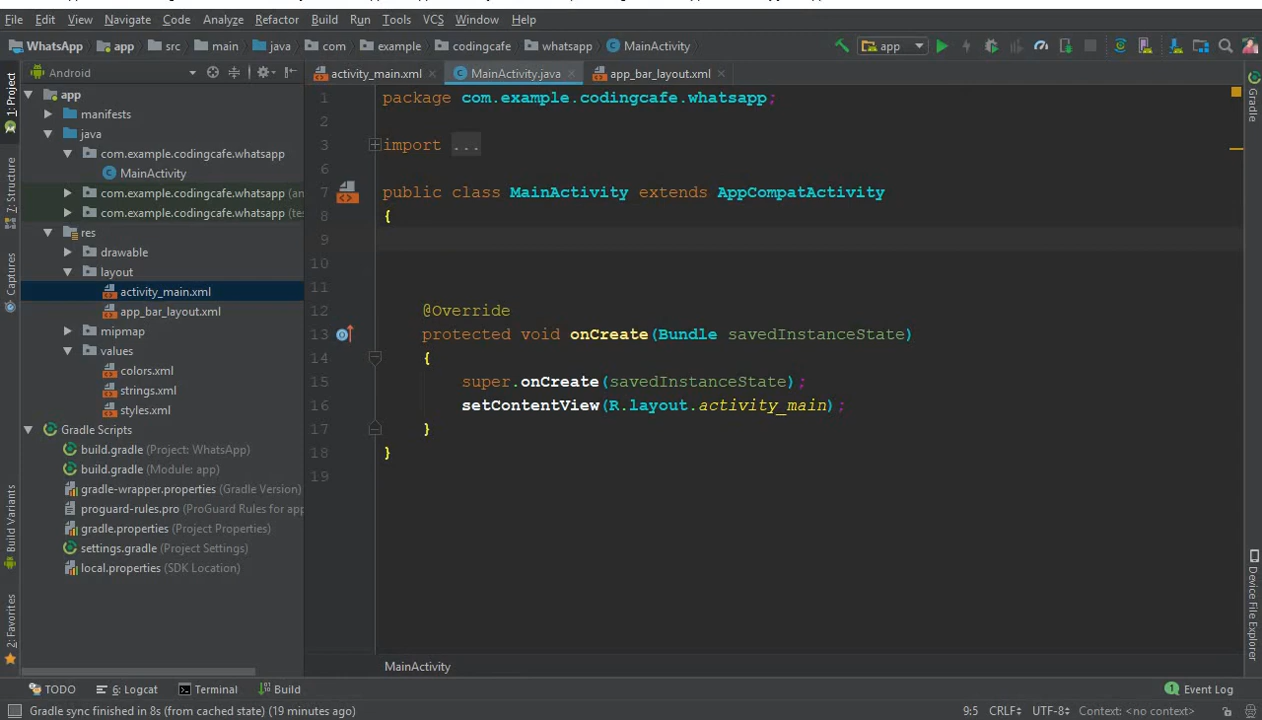 File Edit View Navigate Code Analyze Refactor Build Run Tools VCS Window Help
WhatsApp app src main java com example codingcafe whatsapp MainActivity app
Android
activity_main.xml MainActivity.java app_bar_layout.xml
1: Project
Z: Structure
Captures
Build Variants
2: Favorites
app
manifests
java
com.example.codingcafe.whatsapp
MainActivity
com.example.codingcafe.whatsapp (an
com.example.codingcafe.whatsapp (tes
res
drawable
layout
activity_main.xml
app_bar_layout.xml
mipmap
values
colors.xml
strings.xml
styles.xml
Gradle Scripts
build.gradle (Project: WhatsApp)
build.gradle (Module: app)
gradle-wrapper.properties (Gradle Version)
proguard-rules.pro (ProGuard Rules for app
gradle.properties (Project Properties)
settings.gradle (Project Settings)
local.properties (SDK Location)
1 package com.example.codingcafe.whatsapp;
2
3 import ...
6
7 public class MainActivity extends AppCompatActivity
8 {
9
10
11
12 @Override
13 protected void onCreate(Bundle savedInstanceState)
14 {
15 super.onCreate(savedInstanceState);
16 setContentView(R.layout.activity_main);
17 }
18 }
19
MainActivity
Gradle
Device File Explorer
TODO 6: Logcat Terminal Build 1 Event Log
Gradle sync finished in 8s (from cached state) (19 minutes ago) 9:5 CRLF UTF-8 Context: <no context>